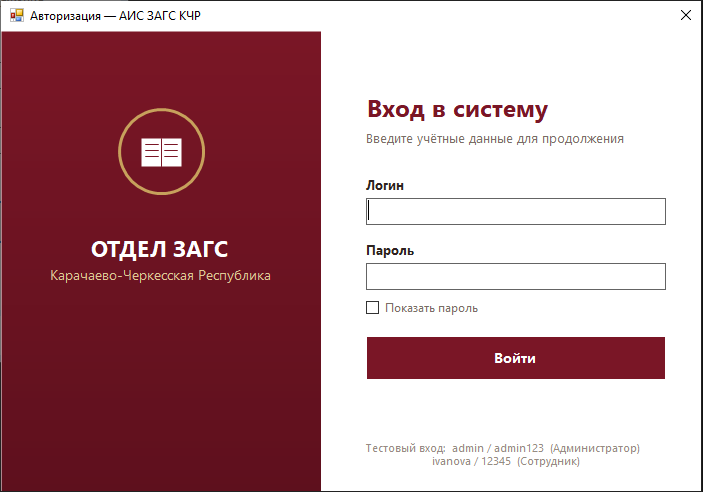 Авторизация — АИС ЗАГС КЧР
ОТДЕЛ ЗАГС
Карачаево-Черкесская Республика
Вход в систему
Введите учётные данные для продолжения
Логин
Пароль
Показать пароль
Войти
Тестовый вход:  admin / admin123  (Администратор)
ivanova / 12345  (Сотрудник)